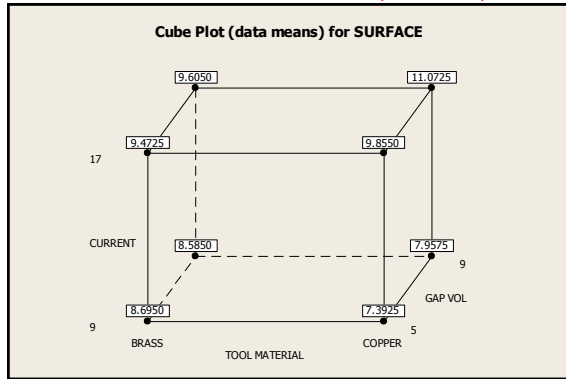 Cube Plot (data means) for SURFACE
9.6050 11.0725
9.4725 9.8550
17
CURRENT 8.5850 7.9575
9
GAP VOL
8.6950 7.3925
9 5
BRASS COPPER
TOOL MATERIAL